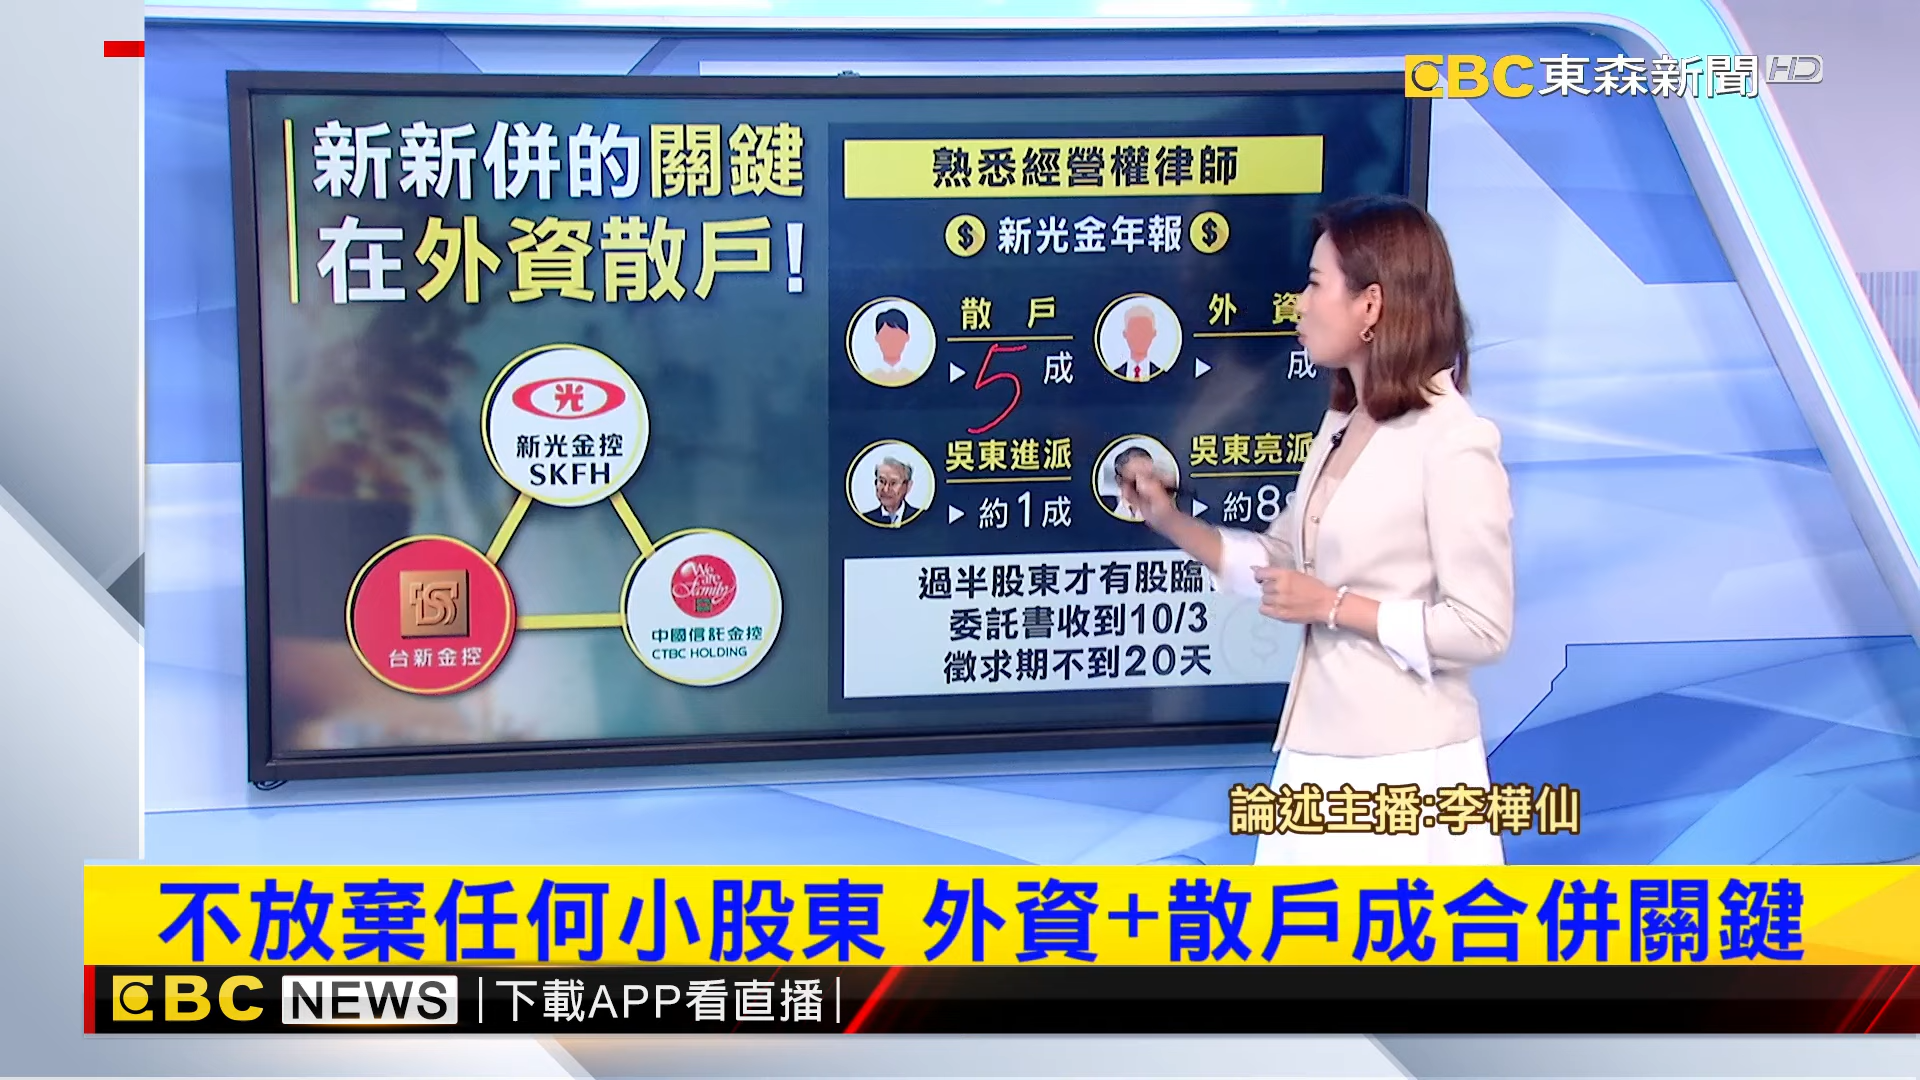 EBC東森新聞HD
新新併的關鍵
在外資散戶!
新光金控
SKFH
台新金控
We are family
中國信託金控
CTBC HOLDING
熟悉經營權律師
$ 新光金年報 $
散戶
5成
外資
成
吳東進派
約1成
吳東亮派
約8
過半股東才有股臨
委託書收到10/3
徵求期不到20天
論述主播:李樺仙
不放棄任何小股東 外資+散戶成合併關鍵
EBC NEWS 下載APP看直播